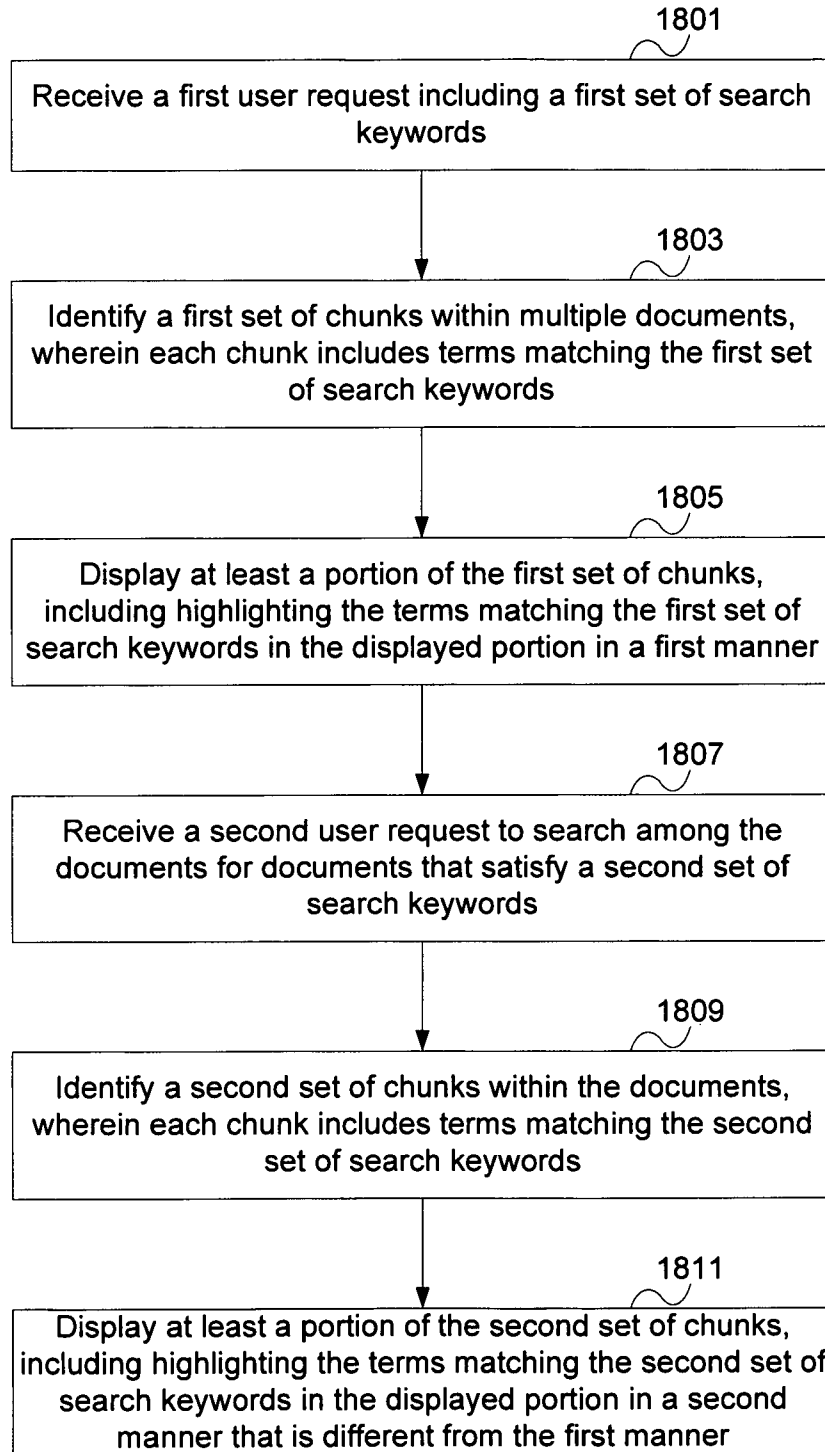 1801
Receive a first user request including a first set of search
keywords
1803
Identify a first set of chunks within multiple documents,
wherein each chunk includes terms matching the first set
of search keywords
1805
Display at least a portion of the first set of chunks,
including highlighting the terms matching the first set of
search keywords in the displayed portion in a first manner
1807
Receive a second user request to search among the
documents for documents that satisfy a second set of
search keywords
1809
Identify a second set of chunks within the documents,
wherein each chunk includes terms matching the second
set of search keywords
1811
Display at least a portion of the second set of chunks,
including highlighting the terms matching the second set of
search keywords in the displayed portion in a second
manner that is different from the first manner